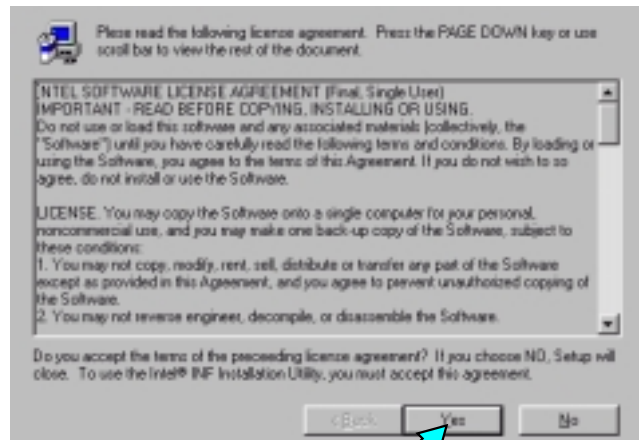 Please read the following license agreement. Press the PAGE DOWN key or use
scroll bar to view the rest of the document.
INTEL SOFTWARE LICENSE AGREEMENT (Final, Single User)
IMPORTANT - READ BEFORE COPYING, INSTALLING OR USING.
Do not use or load this software and any associated materials (collectively, the
"Software") until you have carefully read the following terms and conditions. By loading or
using the Software, you agree to the terms of this Agreement. If you do not wish to so
agree, do not install or use the Software.
LICENSE. You may copy the Software onto a single computer for your personal,
noncommercial use, and you may make one back-up copy of the Software, subject to
these conditions:
1. You may not copy, modify, rent, sell, distribute or transfer any part of the Software
except as provided in this Agreement, and you agree to prevent unauthorized copying of
the Software.
2. You may not reverse engineer, decompile, or disassemble the Software.
Do you accept the terms of the preceeding license agreement? If you choose NO, Setup will
close. To use the Intel® INF Installation Utility, you must accept this agreement.
< Back Yes No